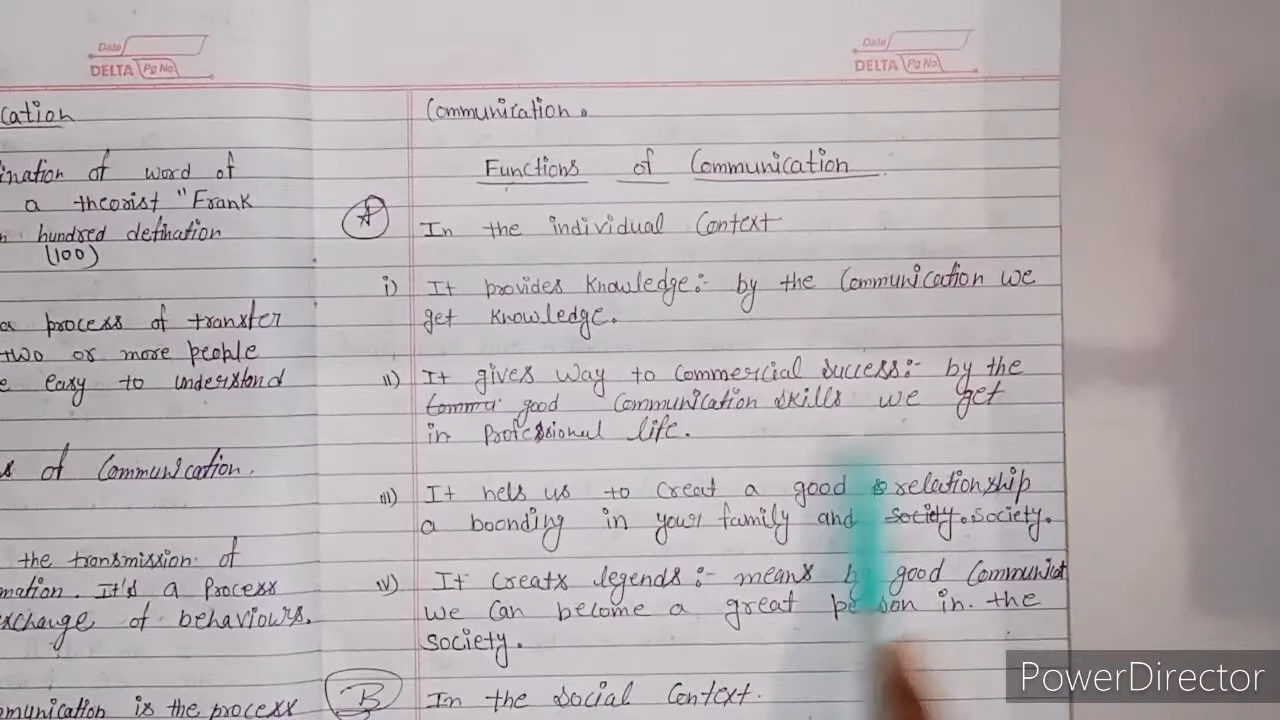 Date
DELTA Pg No
Date
DELTA Pg No
cation
ination of word of
a theorist "Frank
n hundred defination
(100)
a process of tranxter
two or more people
e easy to understand
s of Communication.
the transmission of
mation. It's a Process
xchange of behaviours.
munication is the process
Communication.
Functions of Communication
A In the individual Context
i) It provides knowledge:- by the Communication we
get knowledge.
ii) It gives way to commercial success:- by the
Commu good Communication skills we get
in Professional life.
iii) It hels us to creat a good relationship
a boonding in your family and society. society.
iv) It creats legends:- means by good Communicat
we can become a great person in the
society.
B In the social Context.
PowerDirector